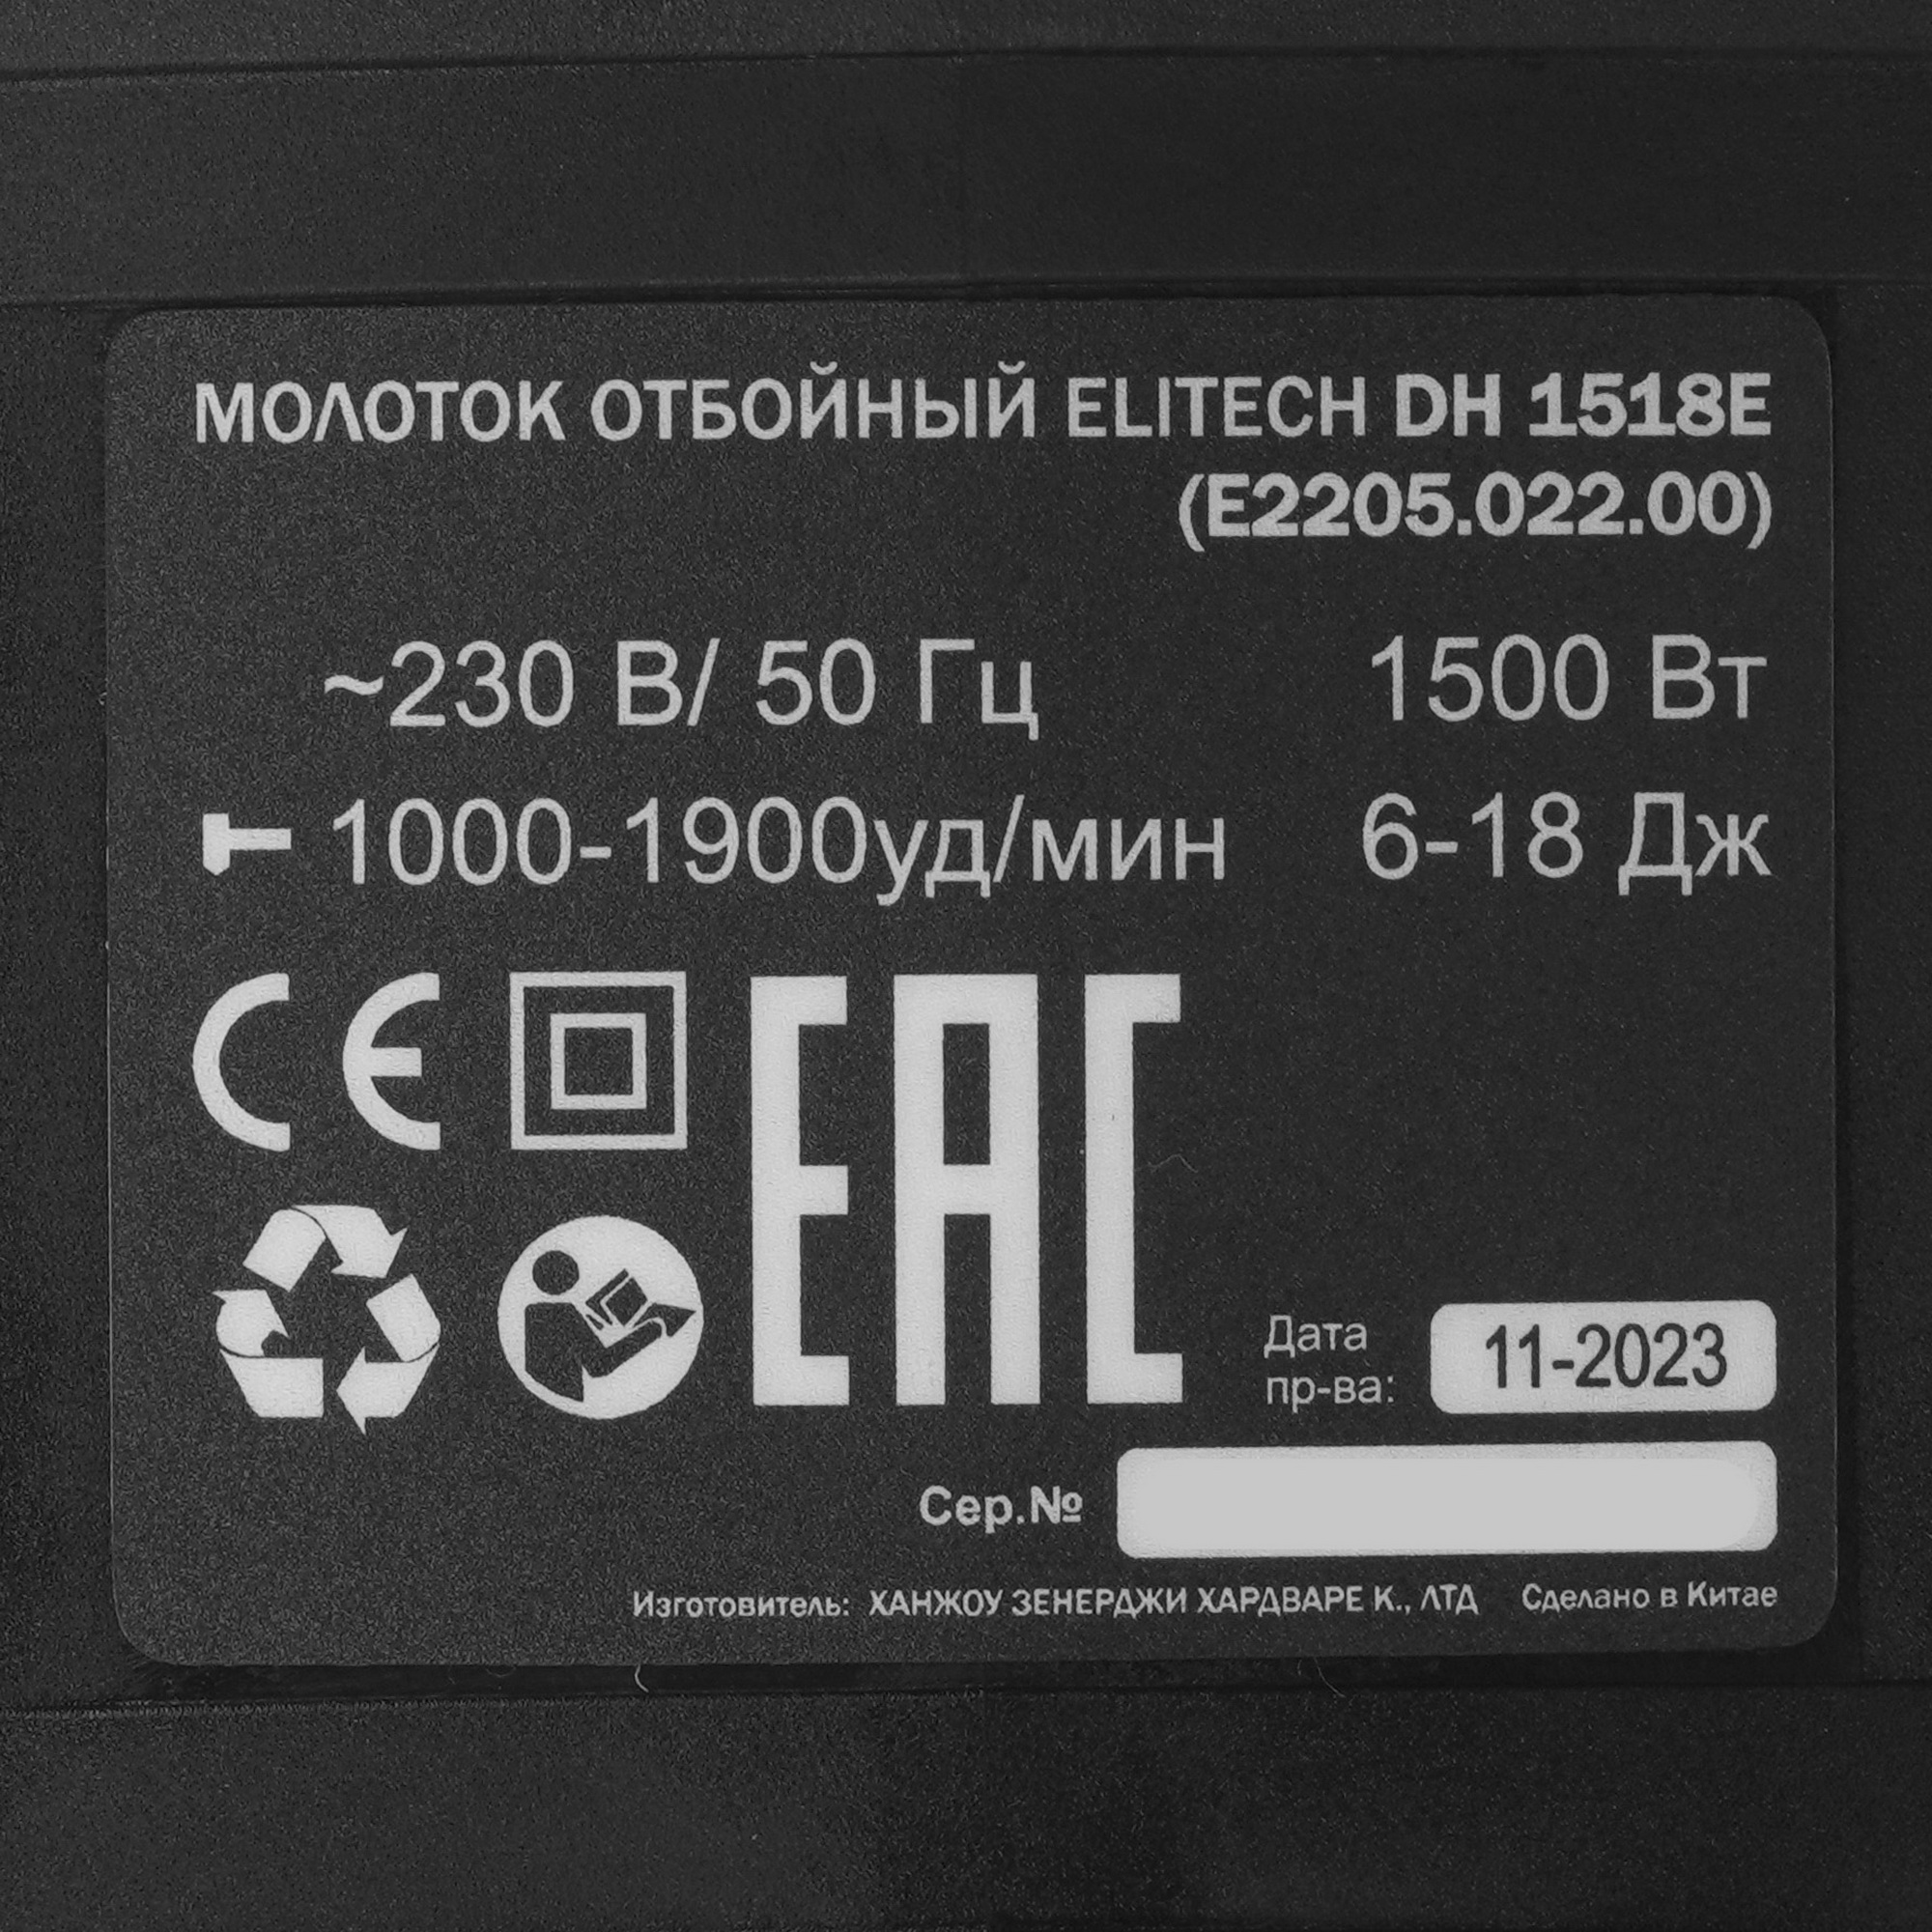 МОЛОТОК ОТБОЙНЫЙ ELITECH DH 1518E
(E2205.022.00)
~230 В/ 50 Гц 1500 Вт
1000-1900уд/мин 6-18 Дж
CE EAC
Дата
пр-ва: 11-2023
Сер.№
Изготовитель: ХАНЖОУ ЗЕНЕРДЖИ ХАРДВАРЕ К., ЛТД Сделано в Китае